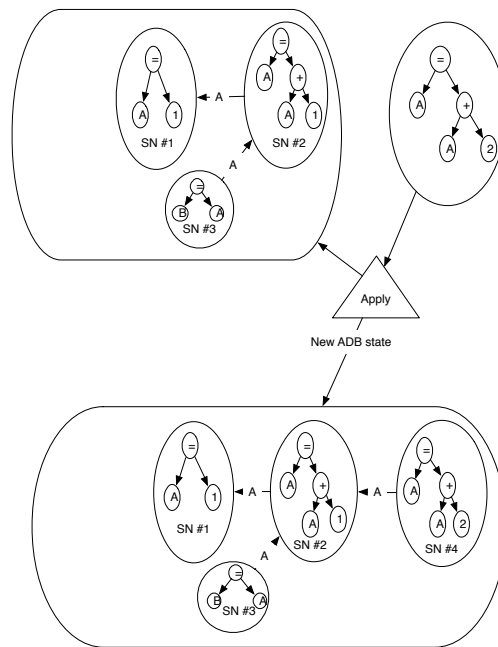 =
=
=
A
+
A
+
A
1
A
A
1
A
2
SN #1
SN #2
A
=
B
A
SN #3
Apply
New ADB state
=
=
=
A
+
A
+
A
1
A
A
A
1
A
2
SN #1
SN #2
SN #4
A
=
B
A
SN #3